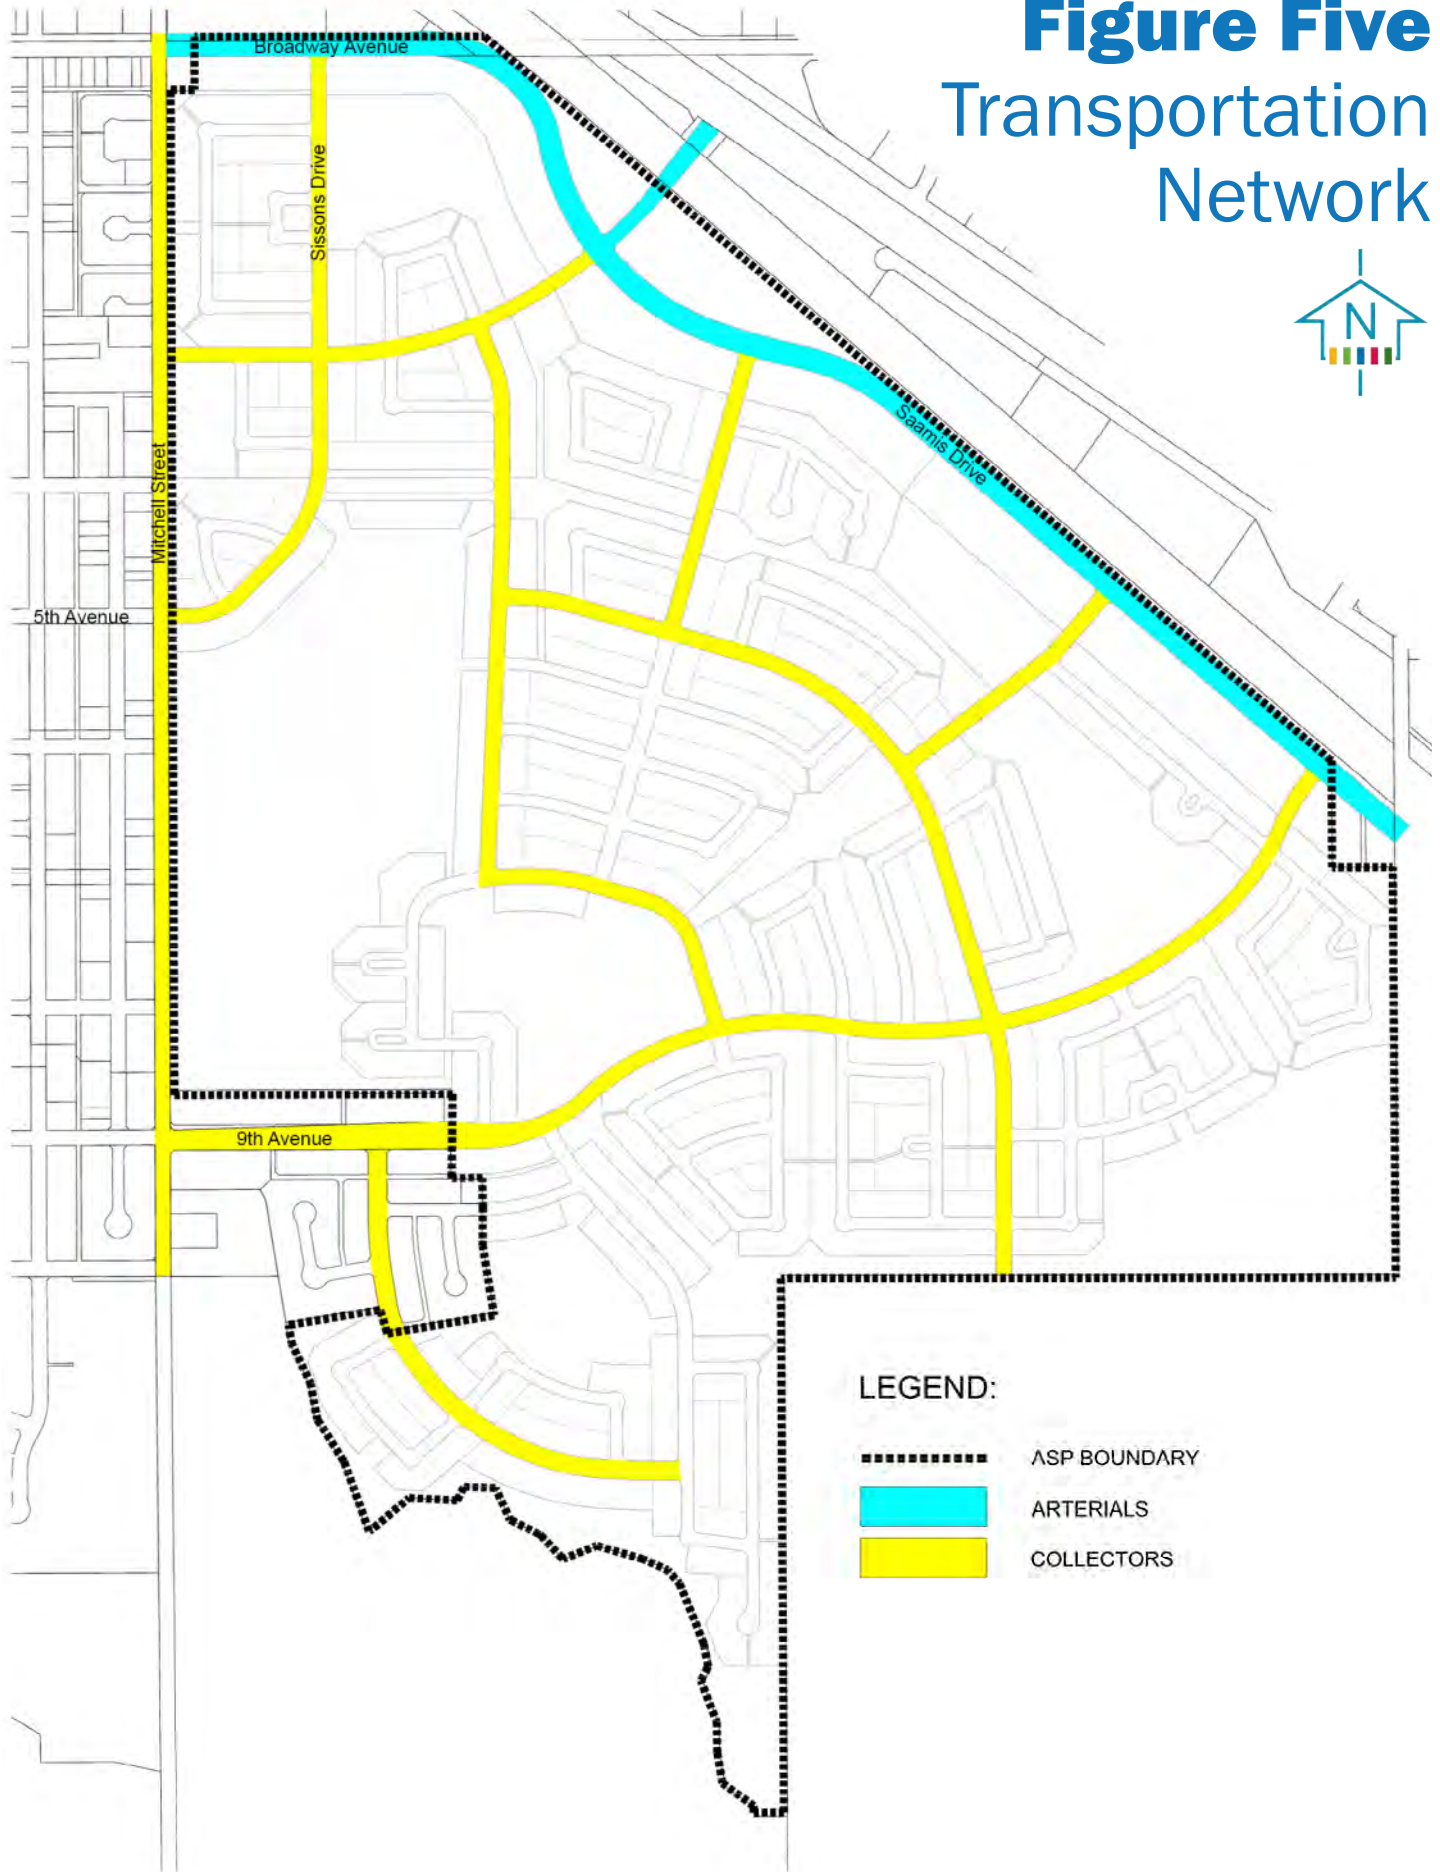 Figure Five
Transportation
Network
N
Broadway Avenue
Sissons Drive
Saamis Drive
Mitchell Street
5th Avenue
9th Avenue
LEGEND:
ASP BOUNDARY
ARTERIALS
COLLECTORS